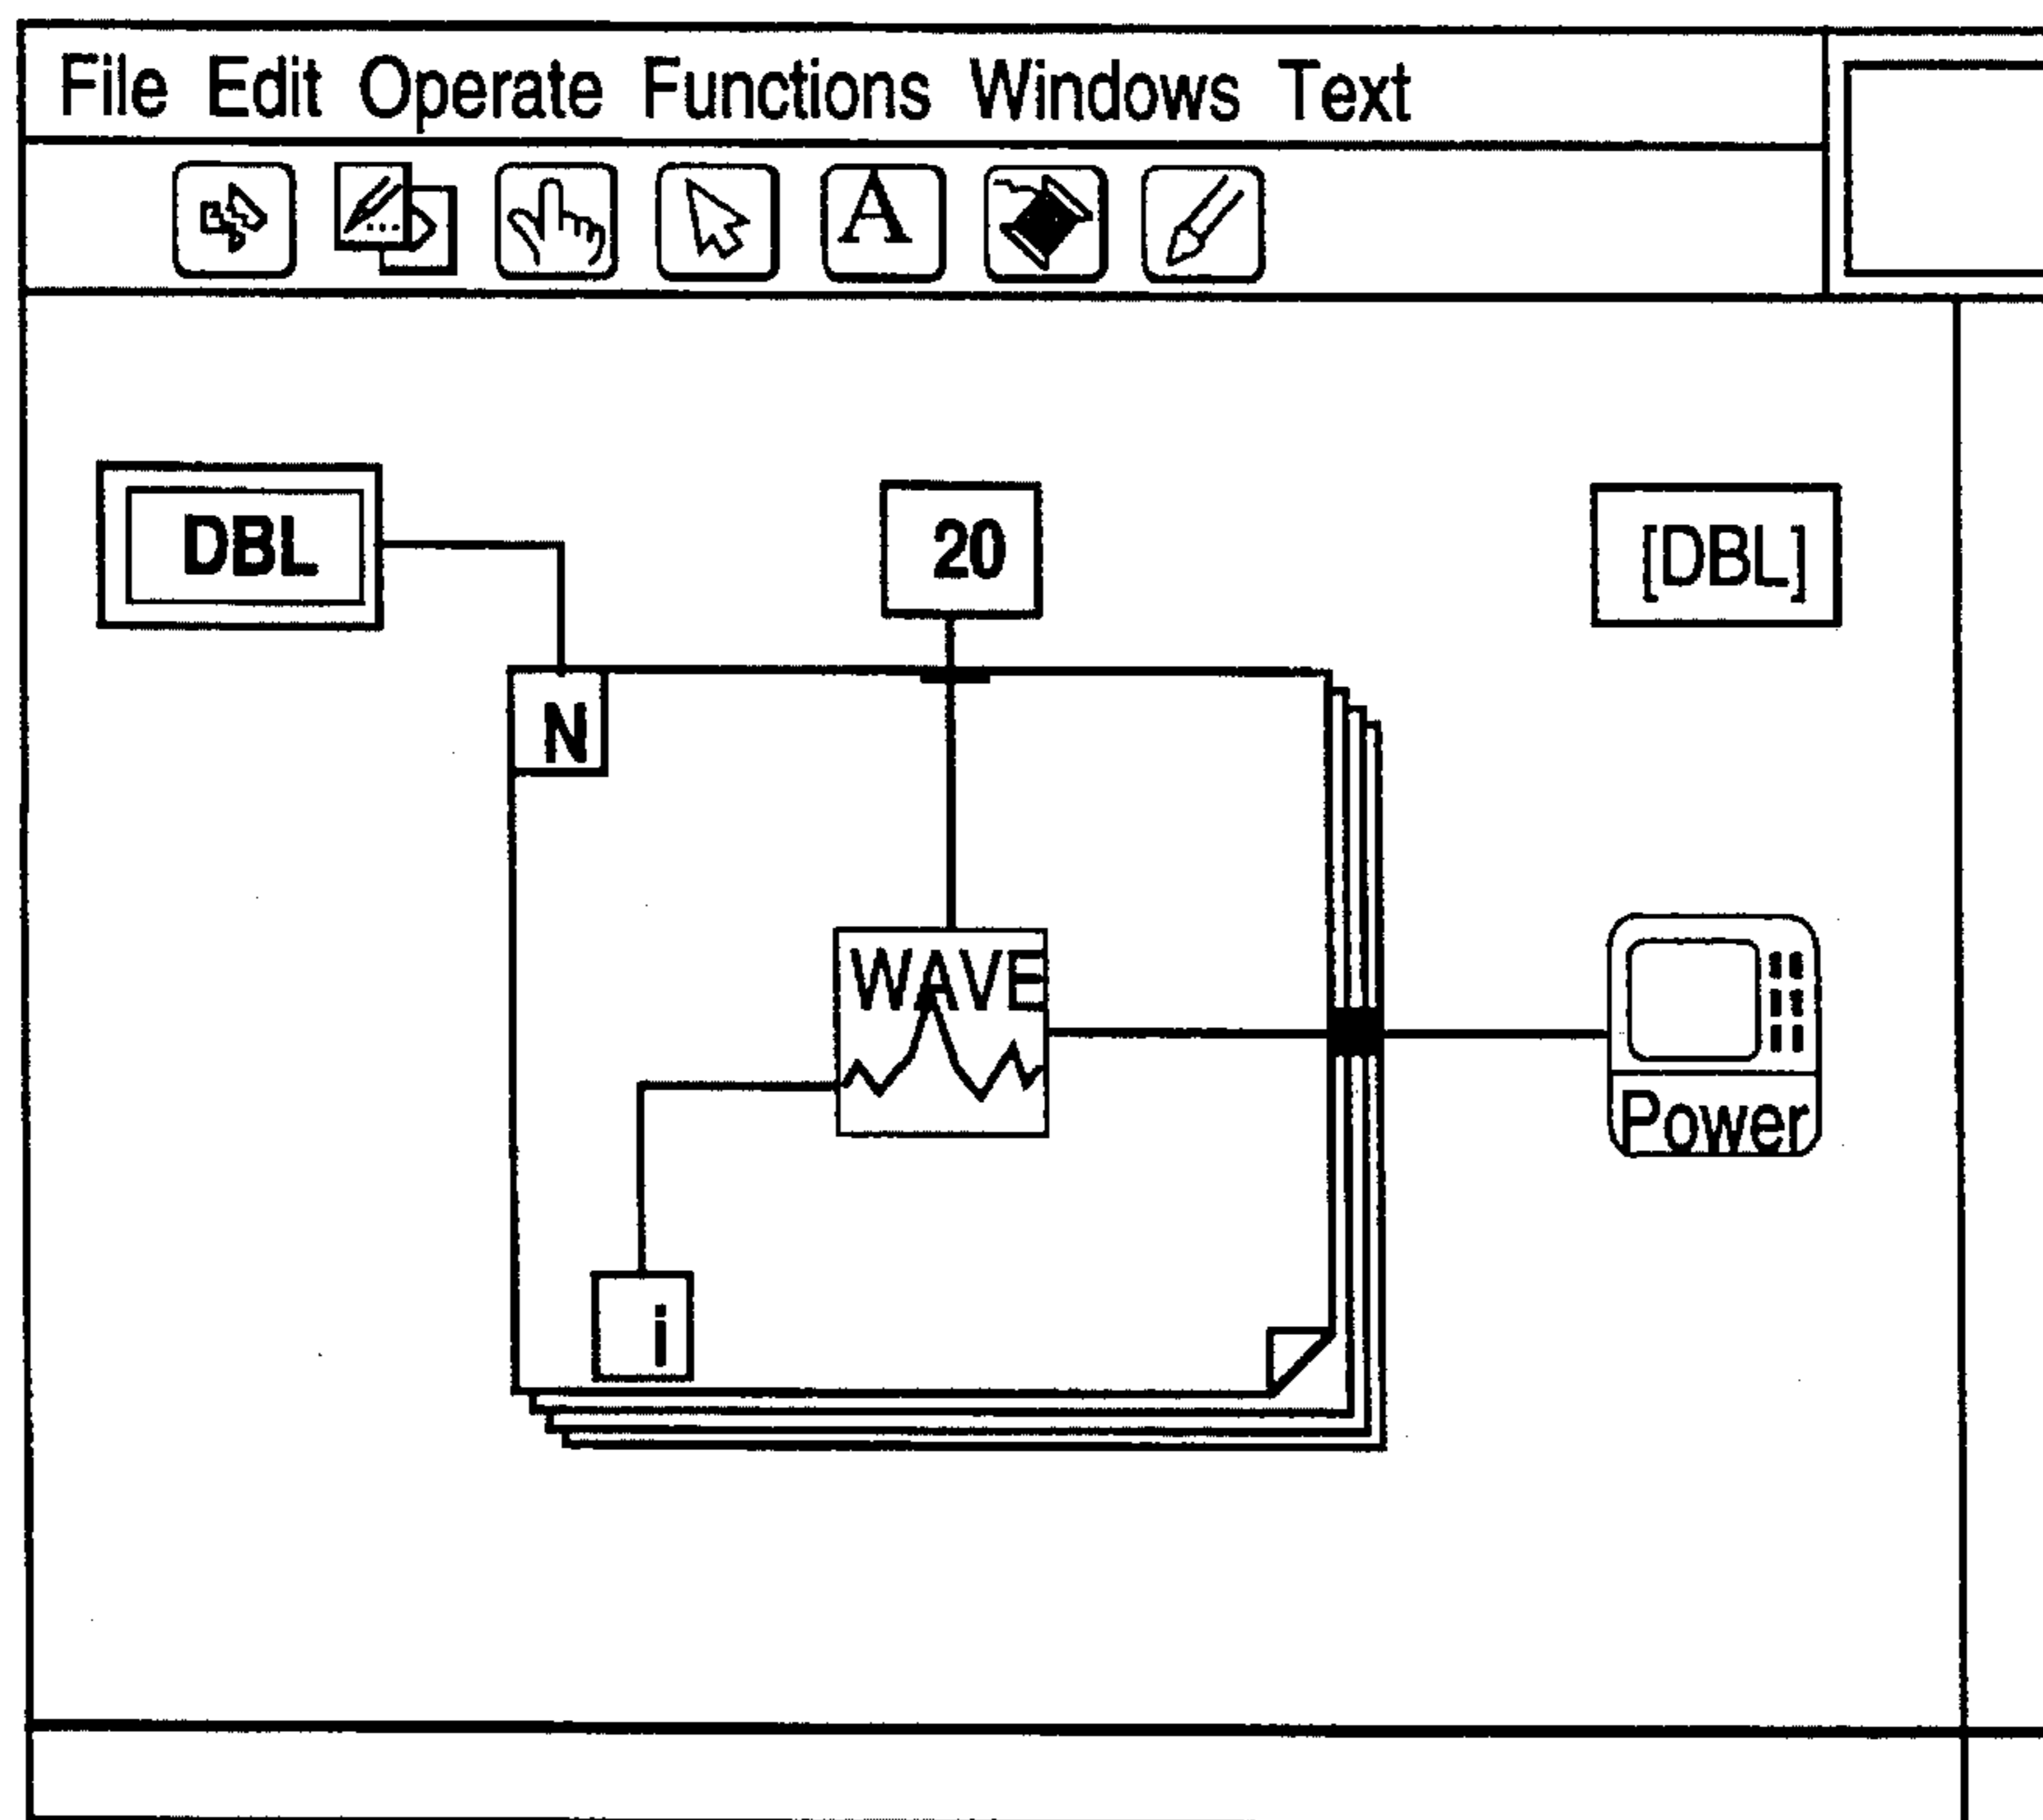 File Edit Operate Functions Windows Text
A
DBL
20
[DBL]
N
WAVE
Power
i